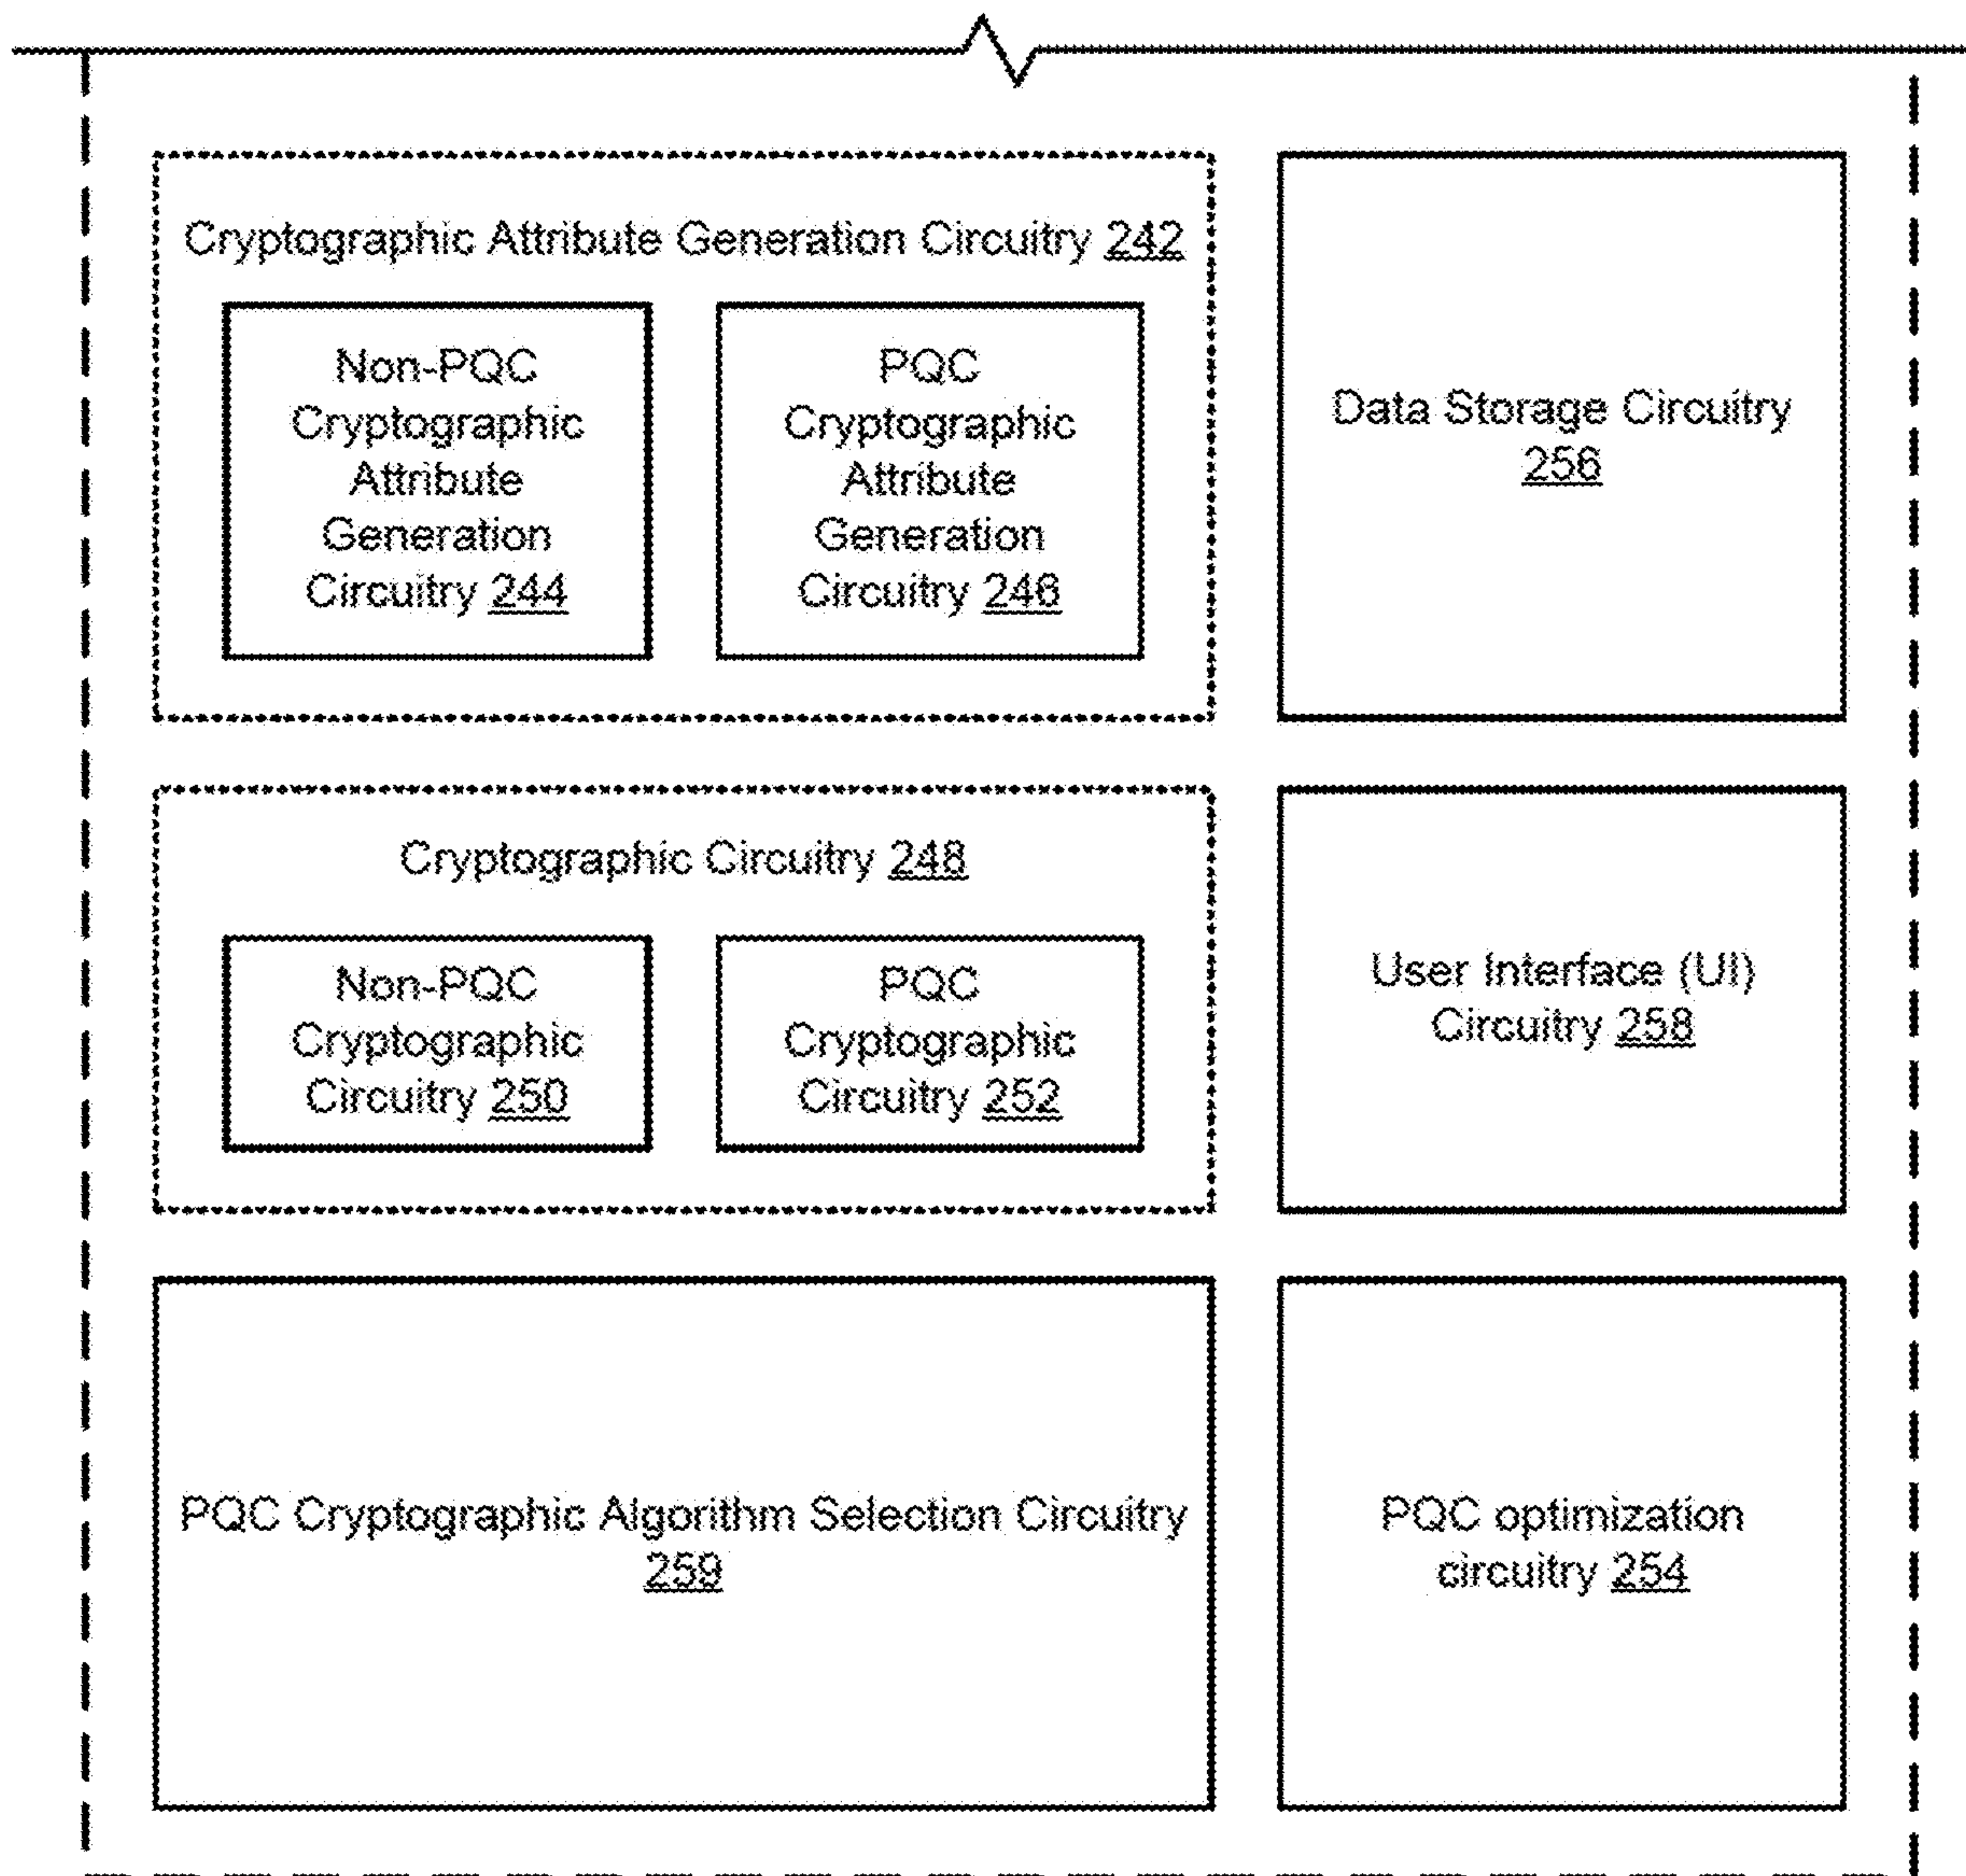 Cryptographic Attribute Generation Circuitry 242
Non-PQC
Cryptographic
Attribute
Generation
Circuitry 244
PQC
Cryptographic
Attribute
Generation
Circuitry 246
Data Storage Circuitry
256
Cryptographic Circuitry 248
Non-PQC
Cryptographic
Circuitry 250
PQC
Cryptographic
Circuitry 252
User Interface (UI)
Circuitry 258
PQC Cryptographic Algorithm Selection Circuitry
259
PQC optimization
circuitry 254